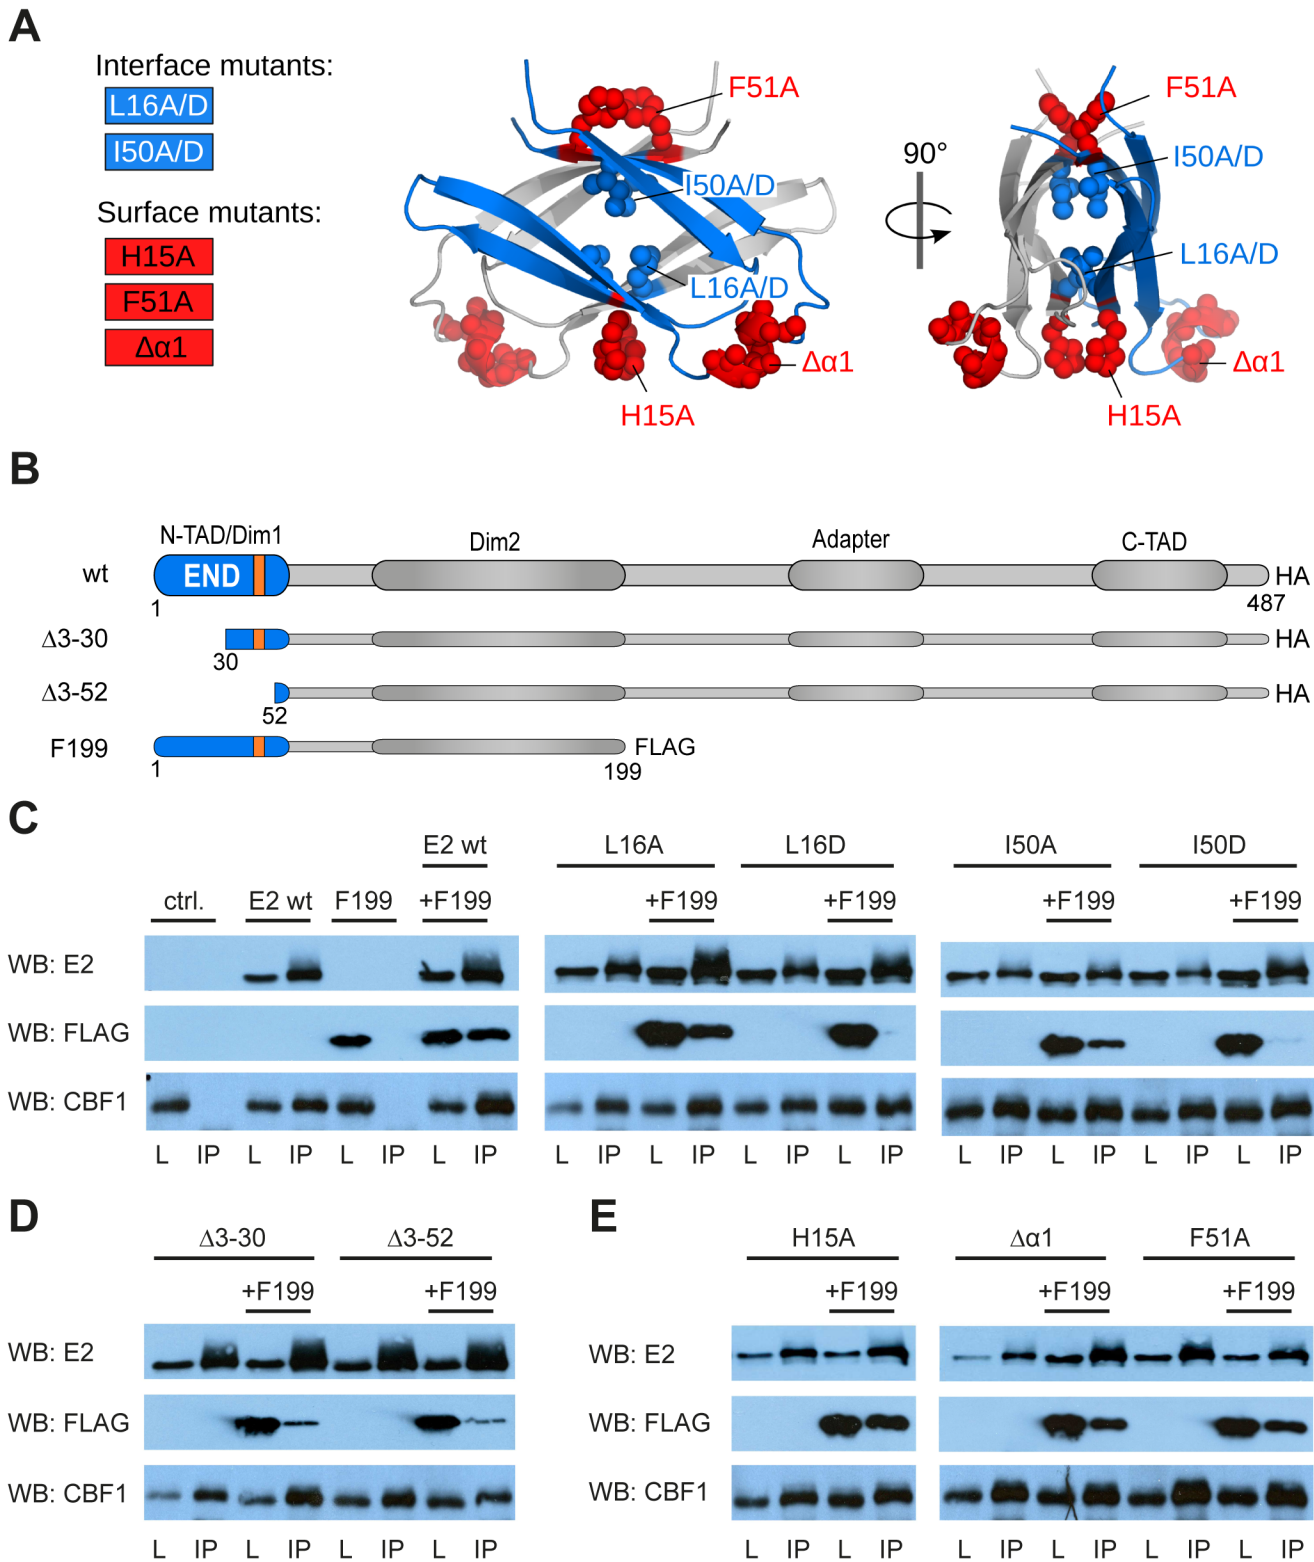 A
Interface mutants:
L16A/D
I50A/D
Surface mutants:
H15A
F51A
Δα1
F51A
I50A/D
L16A/D
Δα1
H15A
90°
F51A
I50A/D
L16A/D
Δα1
H15A
B
N-TAD/Dim1 Dim2 Adapter C-TAD
wt END HA
1 487
Δ3-30 HA
30
Δ3-52 HA
52
F199 FLAG
1 199
C
E2 wt L16A L16D I50A I50D
ctrl. E2 wt F199 +F199 +F199 +F199 +F199 +F199
WB: E2
WB: FLAG
WB: CBF1
L IP L IP L IP L IP L IP L IP L IP L IP L IP L IP L IP L IP
D
Δ3-30 Δ3-52
+F199 +F199
WB: E2
WB: FLAG
WB: CBF1
L IP L IP L IP L IP
E
H15A Δα1 F51A
+F199 +F199 +F199
WB: E2
WB: FLAG
WB: CBF1
L IP L IP L IP L IP L IP L IP